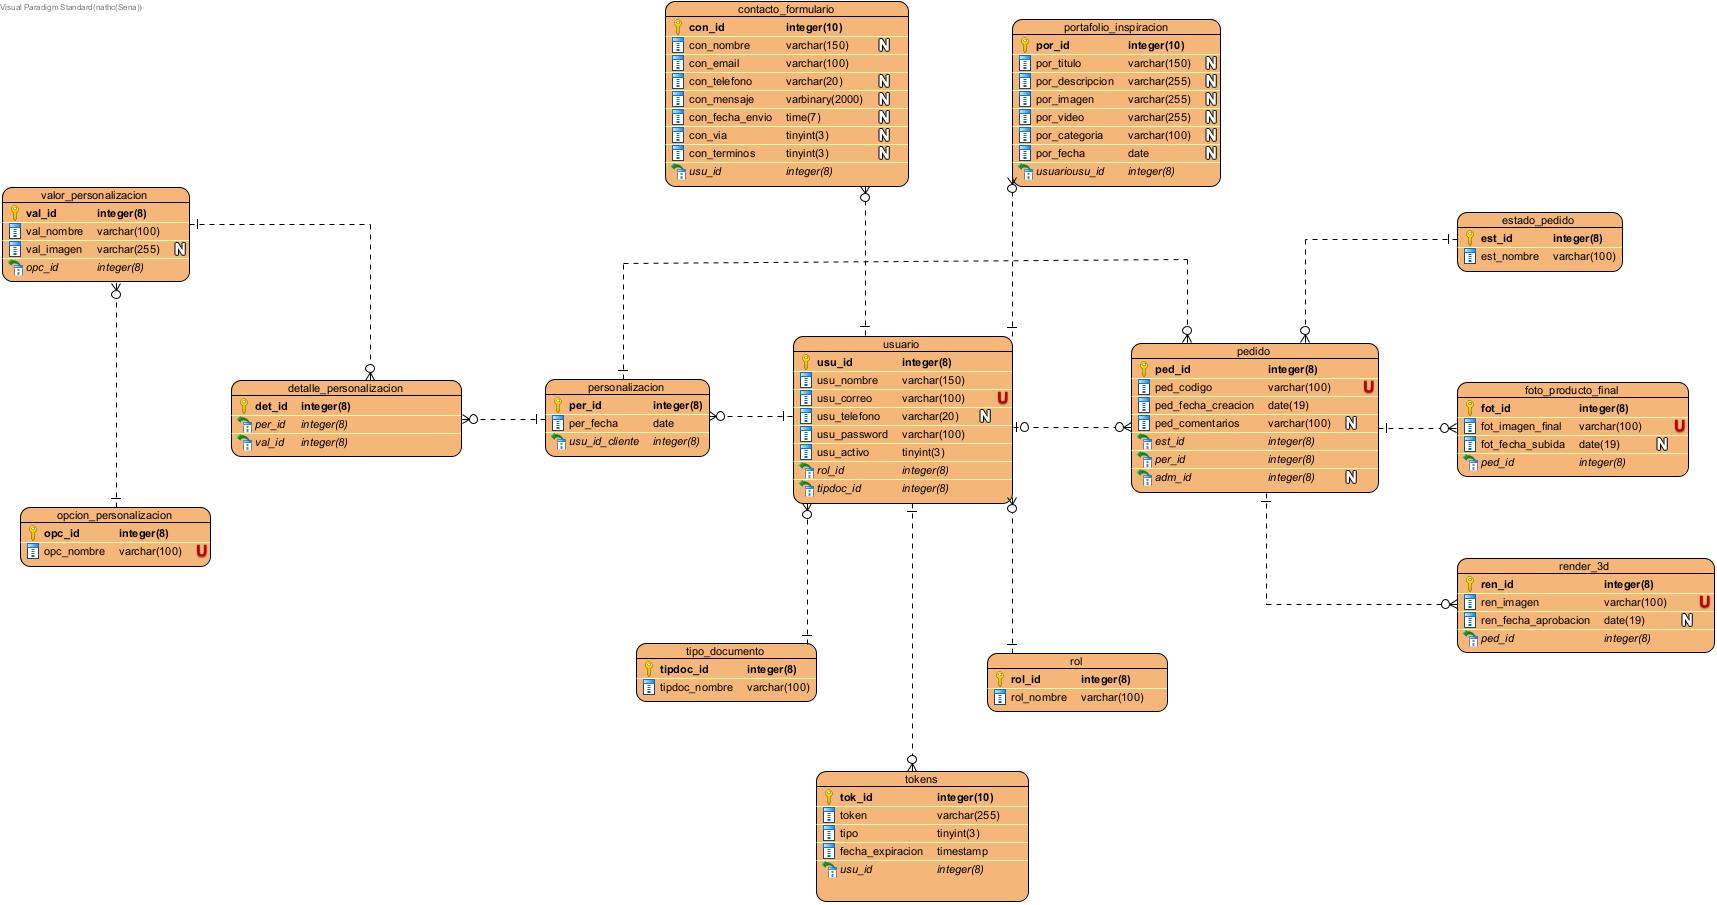 Visual Paradigm Standard(nathc(Sena))
contacto_formulario
con_id integer(10)
con_nombre varchar(150) N
con_email varchar(100)
con_telefono varchar(20) N
con_mensaje varbinary(2000) N
con_fecha_envio time(7) N
con_via tinyint(3) N
con_terminos tinyint(3) N
usu_id integer(8)
portafolio_inspiracion
por_id integer(10)
por_titulo varchar(150) N
por_descripcion varchar(255) N
por_imagen varchar(255) N
por_video varchar(255) N
por_categoria varchar(100) N
por_fecha date N
usuariousu_id integer(8)
valor_personalizacion
val_id integer(8)
val_nombre varchar(100)
val_imagen varchar(255) N
opc_id integer(8)
estado_pedido
est_id integer(8)
est_nombre varchar(100)
detalle_personalizacion
det_id integer(8)
per_id integer(8)
val_id integer(8)
personalizacion
per_id integer(8)
per_fecha date
usu_id_cliente integer(8)
usuario
usu_id integer(8)
usu_nombre varchar(150)
usu_correo varchar(100) U
usu_telefono varchar(20) N
usu_password varchar(100)
usu_activo tinyint(3)
rol_id integer(8)
tipdoc_id integer(8)
pedido
ped_id integer(8)
ped_codigo varchar(100) U
ped_fecha_creacion date(19)
ped_comentarios varchar(100) N
est_id integer(8)
per_id integer(8)
adm_id integer(8) N
foto_producto_final
fot_id integer(8)
fot_imagen_final varchar(100) U
fot_fecha_subida date(19) N
ped_id integer(8)
opcion_personalizacion
opc_id integer(8)
opc_nombre varchar(100) U
render_3d
ren_id integer(8)
ren_imagen varchar(100) U
ren_fecha_aprobacion date(19) N
ped_id integer(8)
tipo_documento
tipdoc_id integer(8)
tipdoc_nombre varchar(100)
rol
rol_id integer(8)
rol_nombre varchar(100)
tokens
tok_id integer(10)
token varchar(255)
tipo tinyint(3)
fecha_expiracion timestamp
usu_id integer(8)